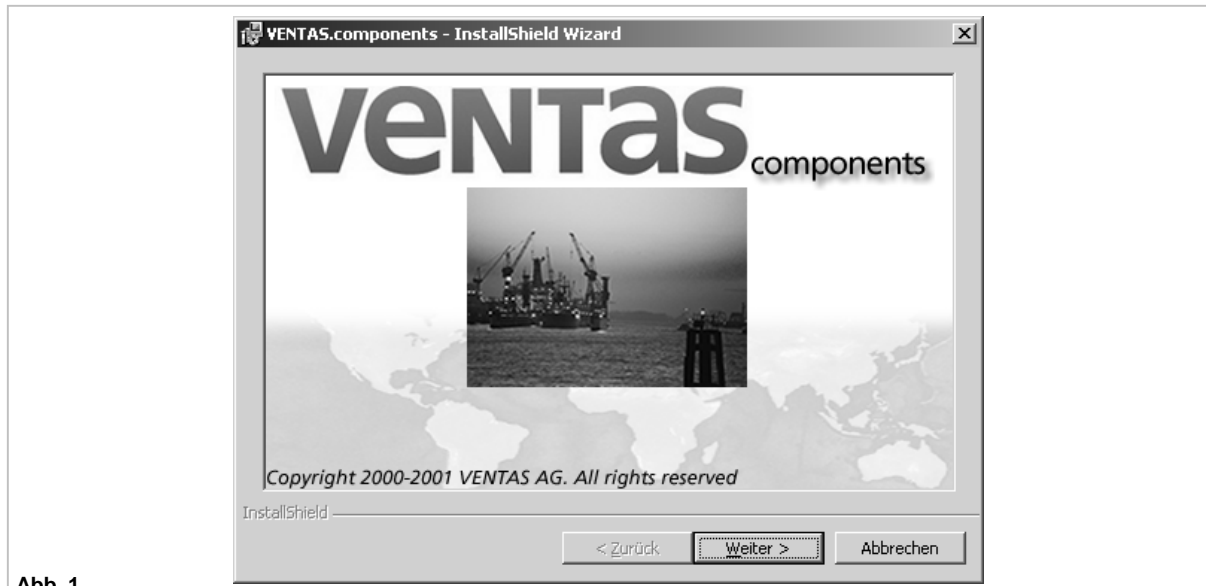 VENTAS.components - InstallShield Wizard
VENTAS
components
Copyright 2000-2001 VENTAS AG. All rights reserved
InstallShield
< Zurück
Weiter >
Abbrechen
Abb. 1